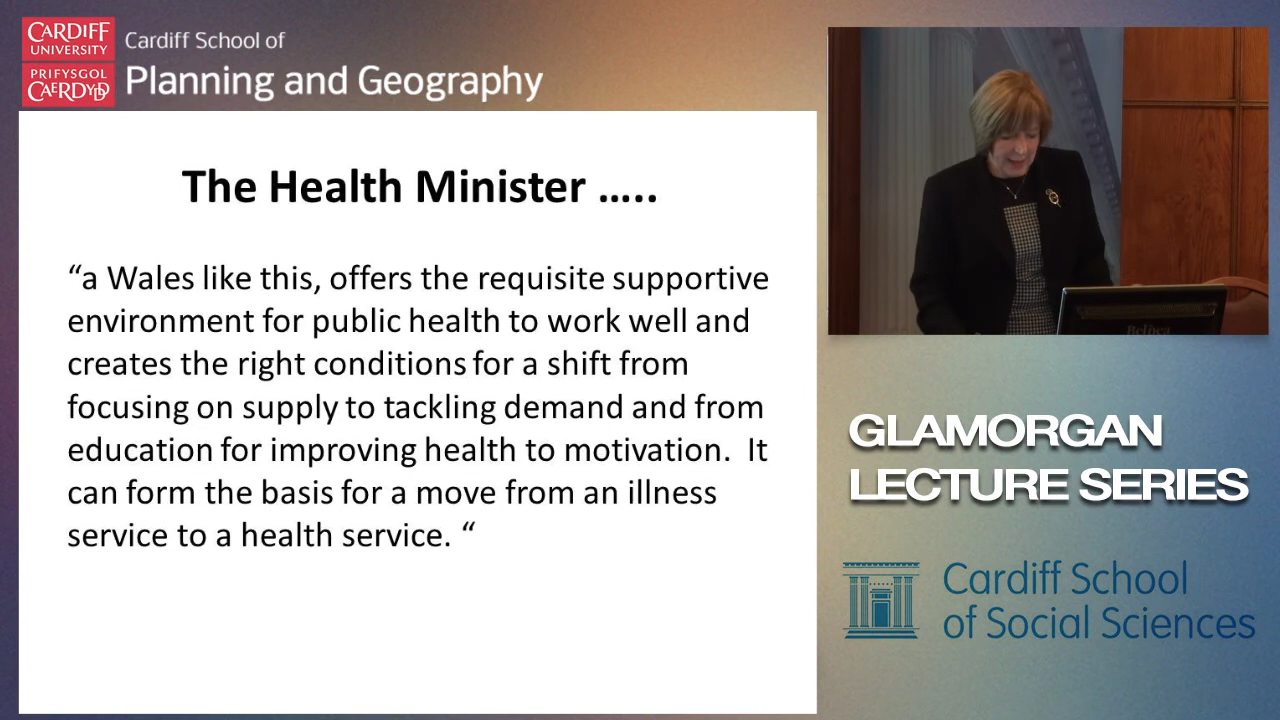 CARDIFF
UNIVERSITY
PRIFYSGOL
CAERDYDD
Cardiff School of
Planning and Geography
The Health Minister …..
“a Wales like this, offers the requisite supportive
environment for public health to work well and
creates the right conditions for a shift from
focusing on supply to tackling demand and from
education for improving health to motivation.  It
can form the basis for a move from an illness
service to a health service. “
GLAMORGAN
LECTURE SERIES
Cardiff School
of Social Sciences